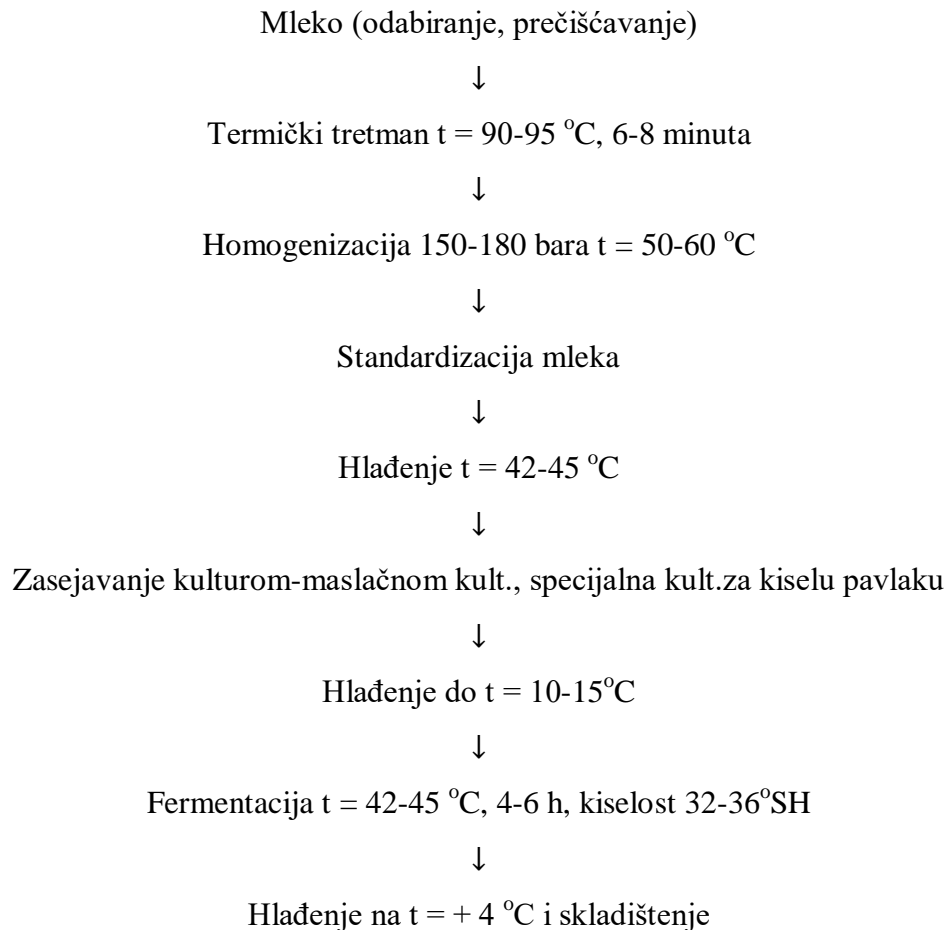 Mleko (odabiranje, prečišćavanje)
↓
Termički tretman t = 90-95 °C, 6-8 minuta
↓
Homogenizacija 150-180 bara t = 50-60 °C
↓
Standardizacija mleka
↓
Hlađenje t = 42-45 °C
↓
Zasejavanje kulturom-maslačnom kult., specijalna kult.za kiselu pavlaku
↓
Hlađenje do t = 10-15°C
↓
Fermentacija t = 42-45 °C, 4-6 h, kiselost 32-36°SH
↓
Hlađenje na t = + 4 °C i skladištenje